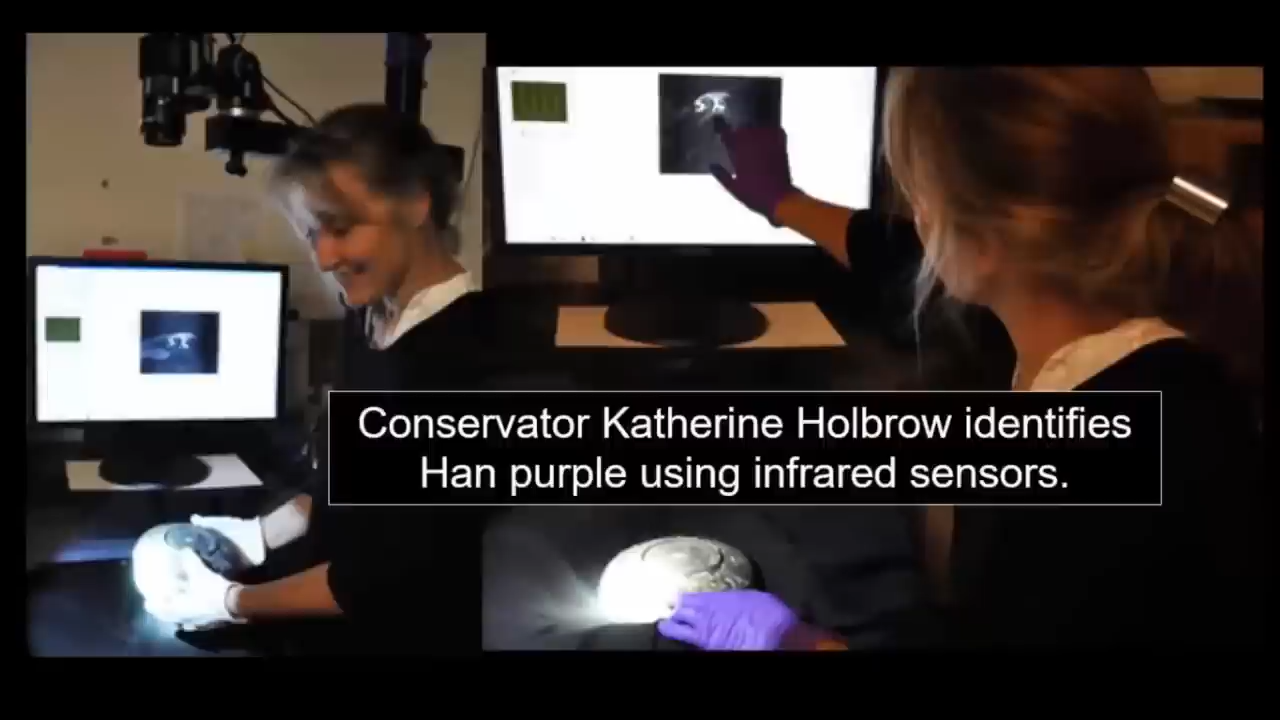 Conservator Katherine Holbrow identifies
Han purple using infrared sensors.